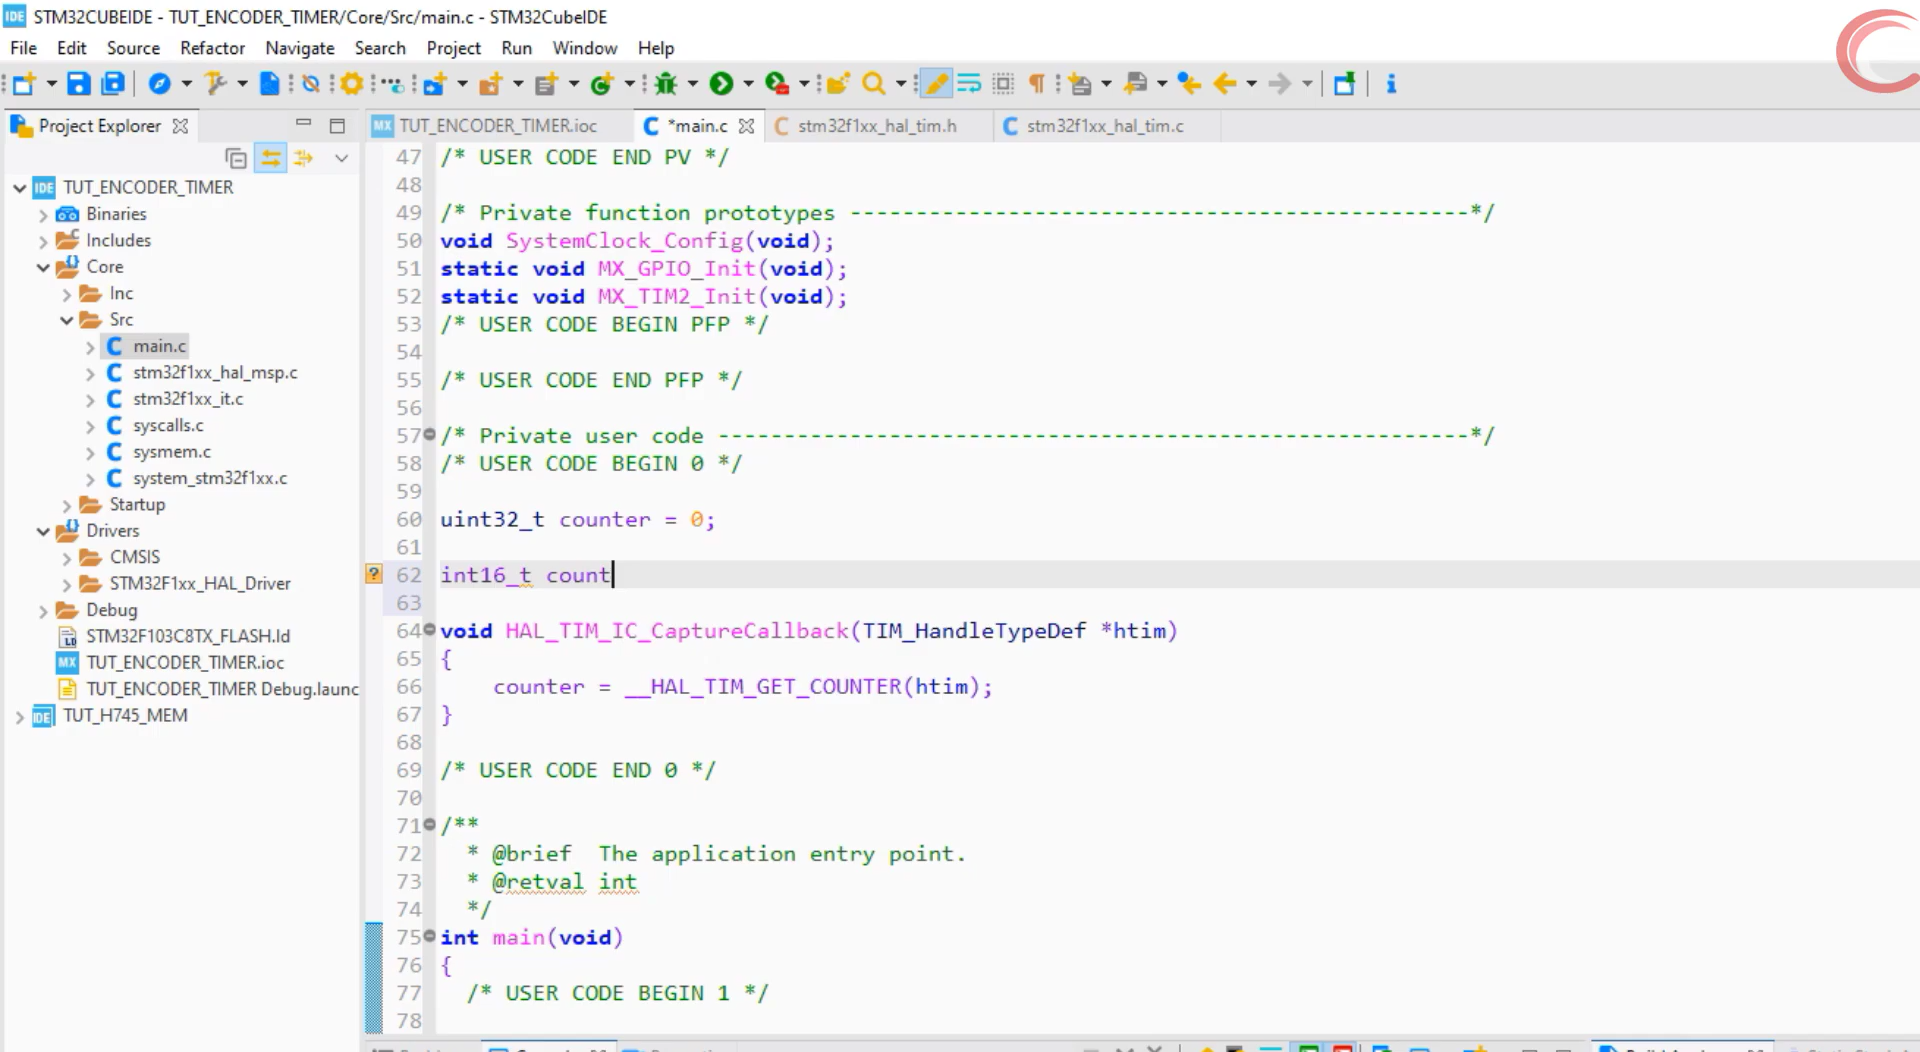 IDE STM32CUBEIDE - TUT_ENCODER_TIMER/Core/Src/main.c - STM32CubeIDE
File Edit Source Refactor Navigate Search Project Run Window Help
Project Explorer
MX TUT_ENCODER_TIMER.ioc
*main.c
stm32f1xx_hal_tim.h
stm32f1xx_hal_tim.c
IDE TUT_ENCODER_TIMER
Binaries
Includes
Core
Inc
Src
main.c
stm32f1xx_hal_msp.c
stm32f1xx_it.c
syscalls.c
sysmem.c
system_stm32f1xx.c
Startup
Drivers
CMSIS
STM32F1xx_HAL_Driver
Debug
STM32F103C8TX_FLASH.ld
MX TUT_ENCODER_TIMER.ioc
TUT_ENCODER_TIMER Debug.launc
IDE TUT_H745_MEM
47 /* USER CODE END PV */
48
49 /* Private function prototypes -----------------------------------------------*/
50 void SystemClock_Config(void);
51 static void MX_GPIO_Init(void);
52 static void MX_TIM2_Init(void);
53 /* USER CODE BEGIN PFP */
54
55 /* USER CODE END PFP */
56
57 /* Private user code ---------------------------------------------------------*/
58 /* USER CODE BEGIN 0 */
59
60 uint32_t counter = 0;
61
62 int16_t count
63
64 void HAL_TIM_IC_CaptureCallback(TIM_HandleTypeDef *htim)
65 {
66 counter = __HAL_TIM_GET_COUNTER(htim);
67 }
68
69 /* USER CODE END 0 */
70
71 /**
72 * @brief The application entry point.
73 * @retval int
74 */
75 int main(void)
76 {
77 /* USER CODE BEGIN 1 */
78